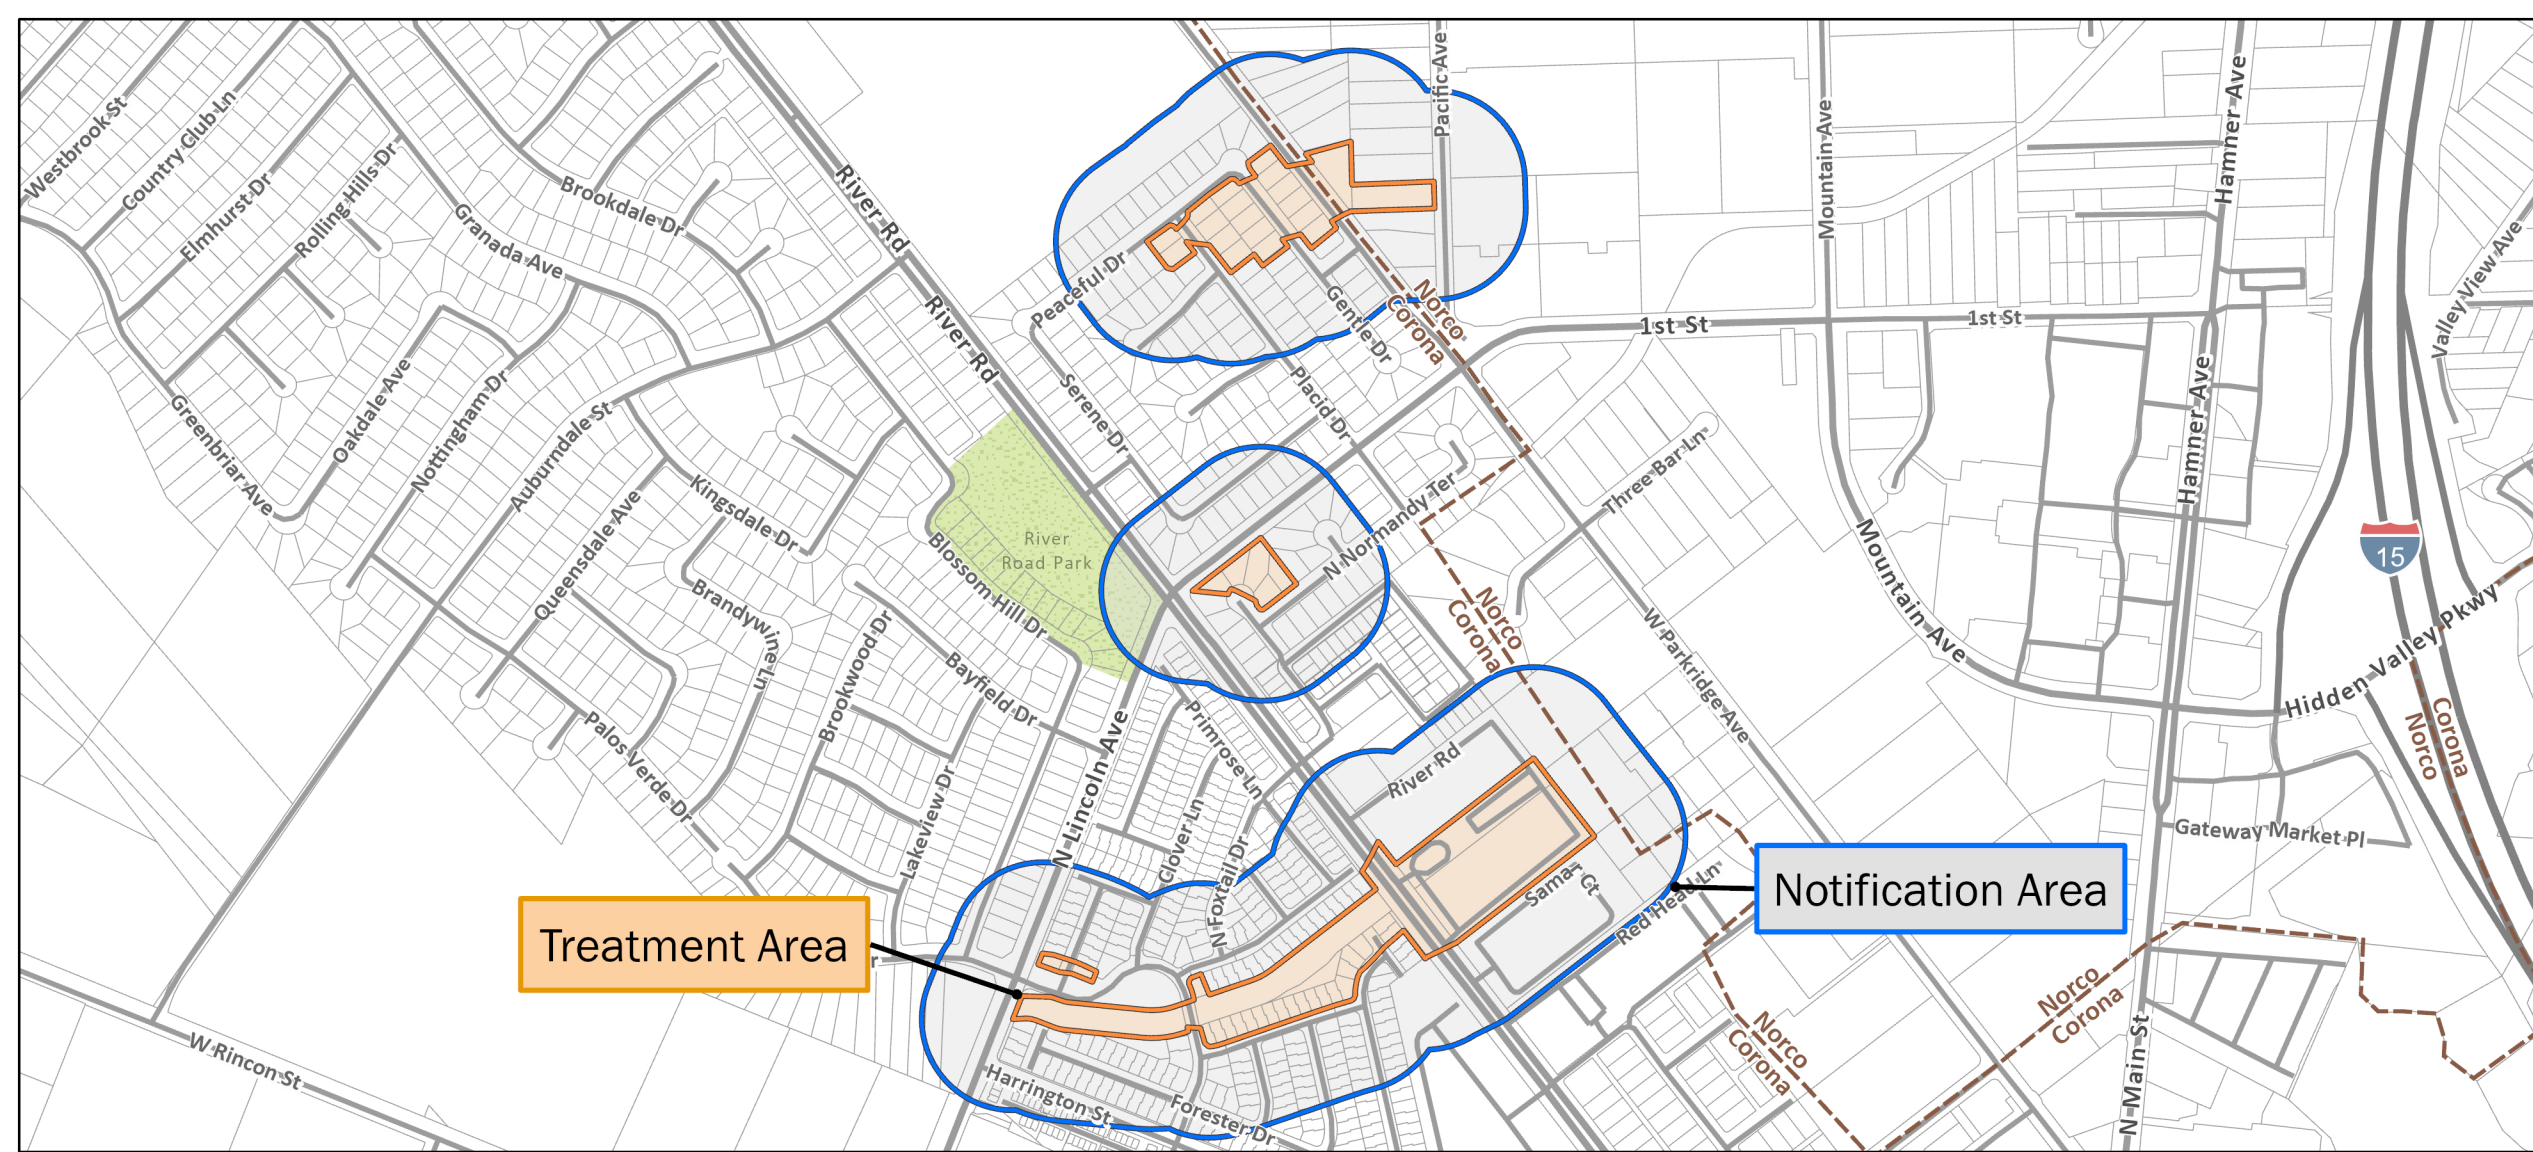 Westbrook St
Country Club Ln
Elmhurst Dr
Rolling Hills Dr
Granada Ave
Brookdale Dr
River Rd
River Rd
Pacific Ave
Mountain Ave
Hamner Ave
Valley View Ave
Peaceful Dr
Gentle Dr
Norco
Corona
1st St
1st St
Hamner Ave
Greenbriar Ave
Oakdale Ave
Nottingham Dr
Auburndale St
Serene Dr
Placid Dr
Queensdale Ave
Kingsdale Dr
River
Road Park
N Normandy Ter
Three Bar Ln
Mountain Ave
15
Brandywine Ln
Blossom Hill Dr
Brookwood Dr
Bayfield Dr
Norco
Corona
W Parkridge Ave
Hidden Valley Pkwy
Palos Verde Dr
Lakeview Dr
N Lincoln Ave
Primrose Ln
Clover Ln
N Foxtail Dr
River Rd
Corona
Norco
Gateway Market Pl
Samar Ct
Red Head Ln
Notification Area
Treatment Area
r
W Rincon St
Harrington St
Forester Dr
Norco
Corona
Norco
Corona
N Main St